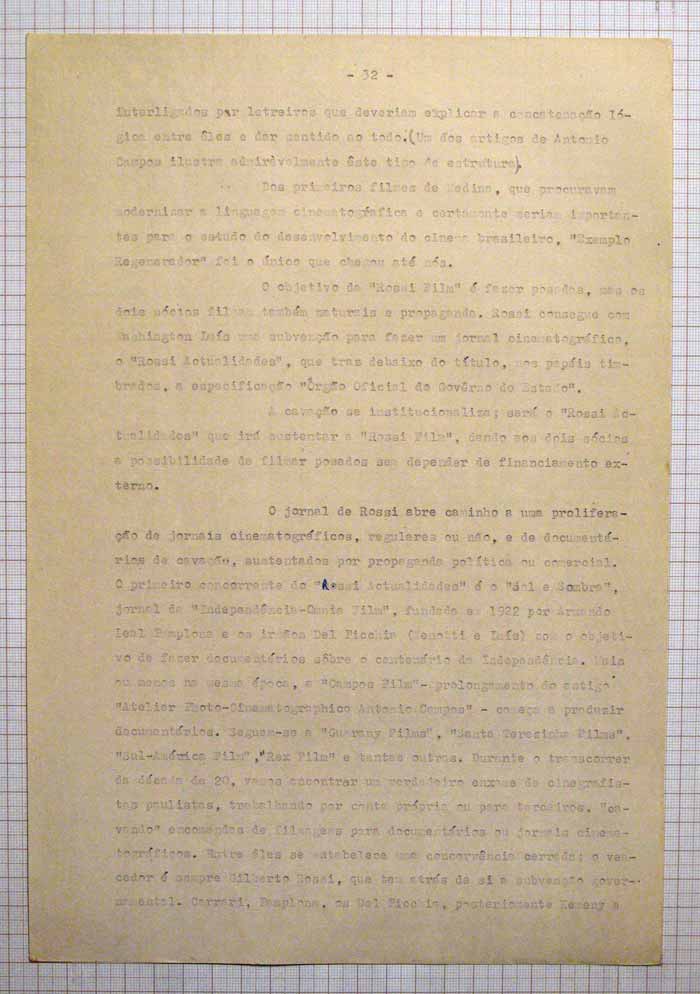 - 32 -
interligados por letreiros que deveriam explicar a concatenação ló-
gica entre êles e dar sentido ao todo. (Um dos artigos de Antonio
Campos ilustra admiràvelmente êste tipo de estrutura).
Dos primeiros filmes de Medina, que procuravam
modernizar a linguagem cinematográfica e certamente seriam importan-
tes para o estudo do desenvolvimento do cinema brasileiro, "Exemplo
Regenerador" foi o único que chegou até nós.
O objetivo da "Rossi Film" é fazer posados, mas os
dois sócios filmam também naturais e propaganda. Rossi consegue com
Washington Luís uma subvenção para fazer um jornal cinematográfico,
o "Rossi Actualidades", que traz debaixo do título, nos papéis tim-
brados, a especificação "Órgão Oficial do Govêrno do Estado".
A cavação se institucionaliza; será o "Rossi Ac-
tualidades" que irá sustentar a "Rossi Film", dando aos dois sócios
a possibilidade de filmar posados sem depender de financiamento ex-
terno.
O jornal de Rossi abre caminho a uma prolifera-
ção de jornais cinematográficos, regulares ou não, e de documentá-
rios de cavação, sustentados por propaganda política ou comercial.
O primeiro concorrente do "Rossi Actualidades" é o "Sol e Sombra",
jornal da "Independência-Omnia Film", fundada em 1922 por Armando
Leal Pamplona e os irmãos Del Picchia (Menotti e Luís) com o objeti-
vo de fazer documentários sôbre o centenário da Independência. Mais
ou menos na mesma época, a "Campos Film"- prolongamento do antigo
"Atelier Photo-Cinematographico Antonio Campos" - começa a produzir
documentários. Seguem-se a "Guarany Films", "Santa Terezinha Films",
"Sul-América Film", "Rex Film" e tantas outras. Durante o transcorrer
da década de 20, vamos encontrar um verdadeiro enxame de cinegrafis-
tas paulistas, trabalhando por conta própria ou para terceiros, "ca-
vando" encomendas de filmagens para documentários ou jornais cinema-
tográficos. Entre êles se estabelece uma concorrência cerrada: o ven-
cedor é sempre Gilberto Rossi, que tem atrás de si a subvenção gover-
namental. Carrari, Pamplona, os Del Picchia, posteriormente Kemeny e